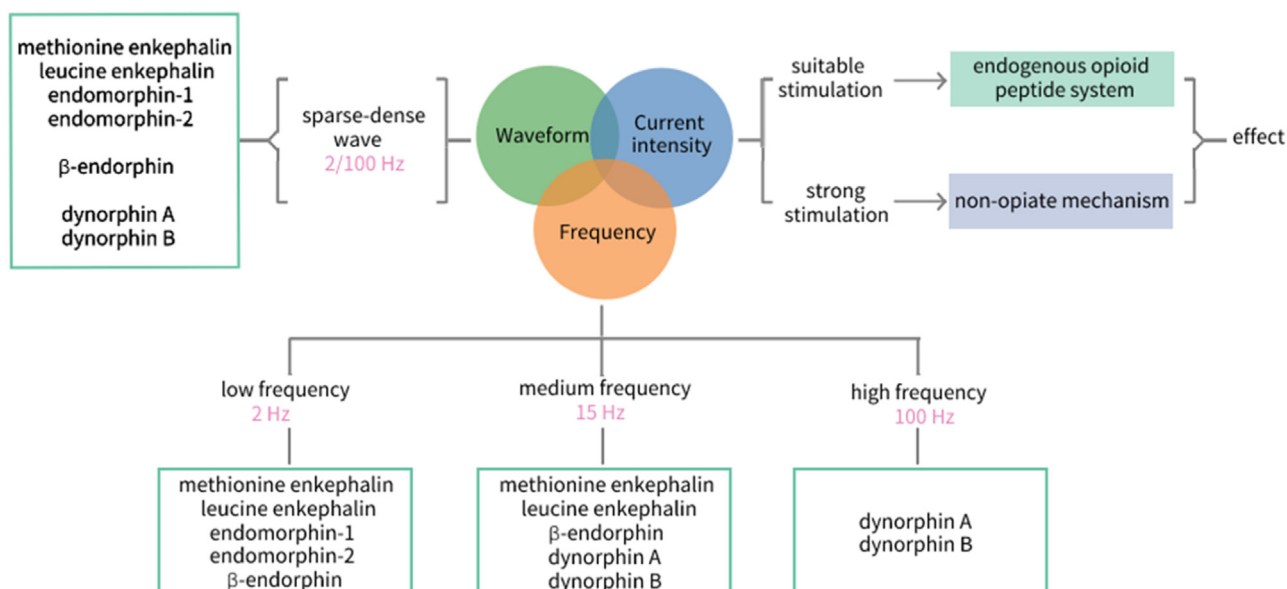 methionine enkephalin
leucine enkephalin
endomorphin-1
endomorphin-2
β-endorphin
dynorphin A
dynorphin B
sparse-dense
wave
2/100 Hz
Waveform
Current
intensity
Frequency
suitable
stimulation
endogenous opioid
peptide system
strong
stimulation
non-opiate mechanism
effect
low frequency
2 Hz
medium frequency
15 Hz
high frequency
100 Hz
methionine enkephalin
leucine enkephalin
endomorphin-1
endomorphin-2
β-endorphin
methionine enkephalin
leucine enkephalin
β-endorphin
dynorphin A
dynorphin B
dynorphin A
dynorphin B